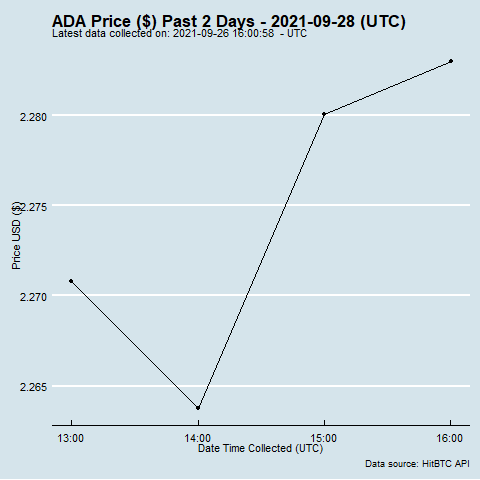 ADA Price ($) Past 2 Days - 2021-09-28 (UTC)
Latest data collected on: 2021-09-26 16:00:58 - UTC
2.280
2.275
2.270
2.265
Price USD ($)
13:00 14:00 15:00 16:00
Date Time Collected (UTC)
Data source: HitBTC API